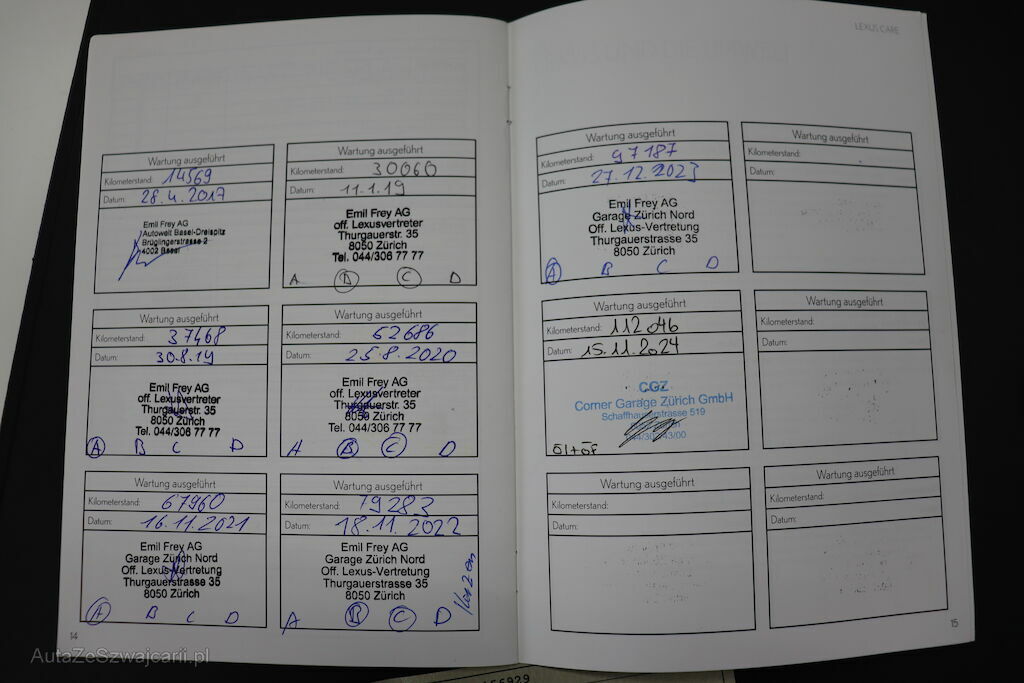 LEXUS CARE
Wartung ausgeführt
Kilometerstand: 14569
Datum: 28.4.2017
Emil Frey AG
Autowelt Basel-Dreispitz
Brüglingerstrasse 2
4002 Basel
Wartung ausgeführt
Kilometerstand: 30060
Datum: 11.1.19
Emil Frey AG
off. Lexusvertreter
Thurgauerstr. 35
8050 Zürich
Tel. 044/306 77 77
A B C D
Wartung ausgeführt
Kilometerstand: 37468
Datum: 30.8.19
Emil Frey AG
off. Lexusvertreter
Thurgauerstr. 35
8050 Zürich
Tel. 044/306 77 77
A B C D
Wartung ausgeführt
Kilometerstand: 52686
Datum: 25.8.2020
Emil Frey AG
off. Lexusvertreter
Thurgauerstr. 35
8050 Zürich
Tel. 044/306 77 77
A B C D
Wartung ausgeführt
Kilometerstand: 67960
Datum: 16.11.2021
Emil Frey AG
Garage Zürich Nord
Off. Lexus-Vertretung
Thurgauerstrasse 35
8050 Zürich
A B C D
Wartung ausgeführt
Kilometerstand: 79283
Datum: 18.11.2022
Emil Frey AG
Garage Zürich Nord
Off. Lexus-Vertretung
Thurgauerstrasse 35
8050 Zürich
A B C D
14
Wartung ausgeführt
Kilometerstand: 97187
Datum: 27.12.2023
Emil Frey AG
Garage Zürich Nord
Off. Lexus-Vertretung
Thurgauerstrasse 35
8050 Zürich
A B C D
Wartung ausgeführt
Kilometerstand:
Datum:
Wartung ausgeführt
Kilometerstand: 112046
Datum: 15.11.2024
CGZ
Corner Garage Zürich GmbH
Schaffhauserstrasse 519
Öl+ÖF
Wartung ausgeführt
Kilometerstand:
Datum:
Wartung ausgeführt
Kilometerstand:
Datum:
Wartung ausgeführt
Kilometerstand:
Datum:
15
AutaZeSzwajcarii.pl